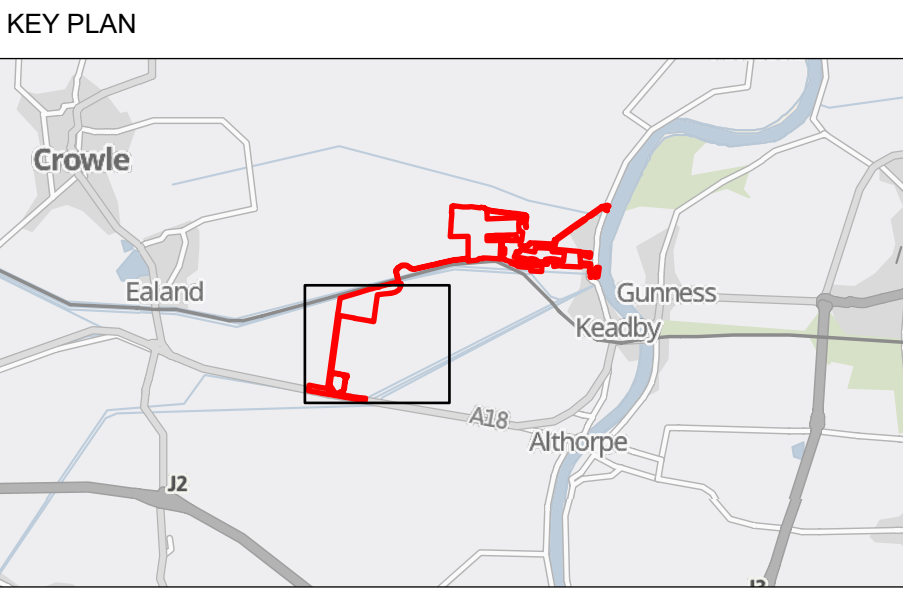 KEY PLAN
Crowle
Ealand
Gunness
Keadby
A18
Althorpe
J2